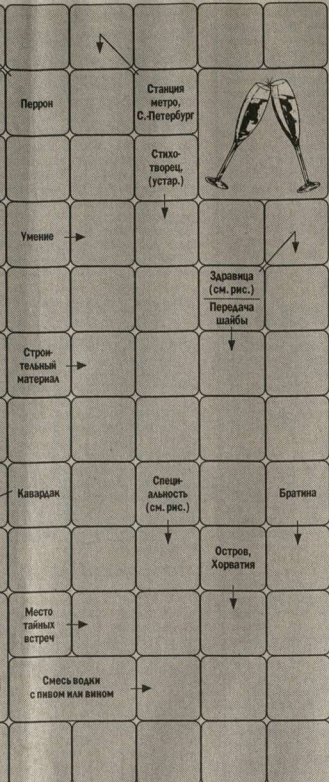 Перрон
Станция
метро,
С.-Петербург
Стихо-
творец,
(устар.)
Умение
Здравица
(см. рис.)
Передача
шайбы
Строи-
тельный
материал
Кавардак
Специ-
альность
(см. рис.)
Братина
Остров,
Хорватия
Место
тайных
встреч
Смесь водки
с пивом или вином